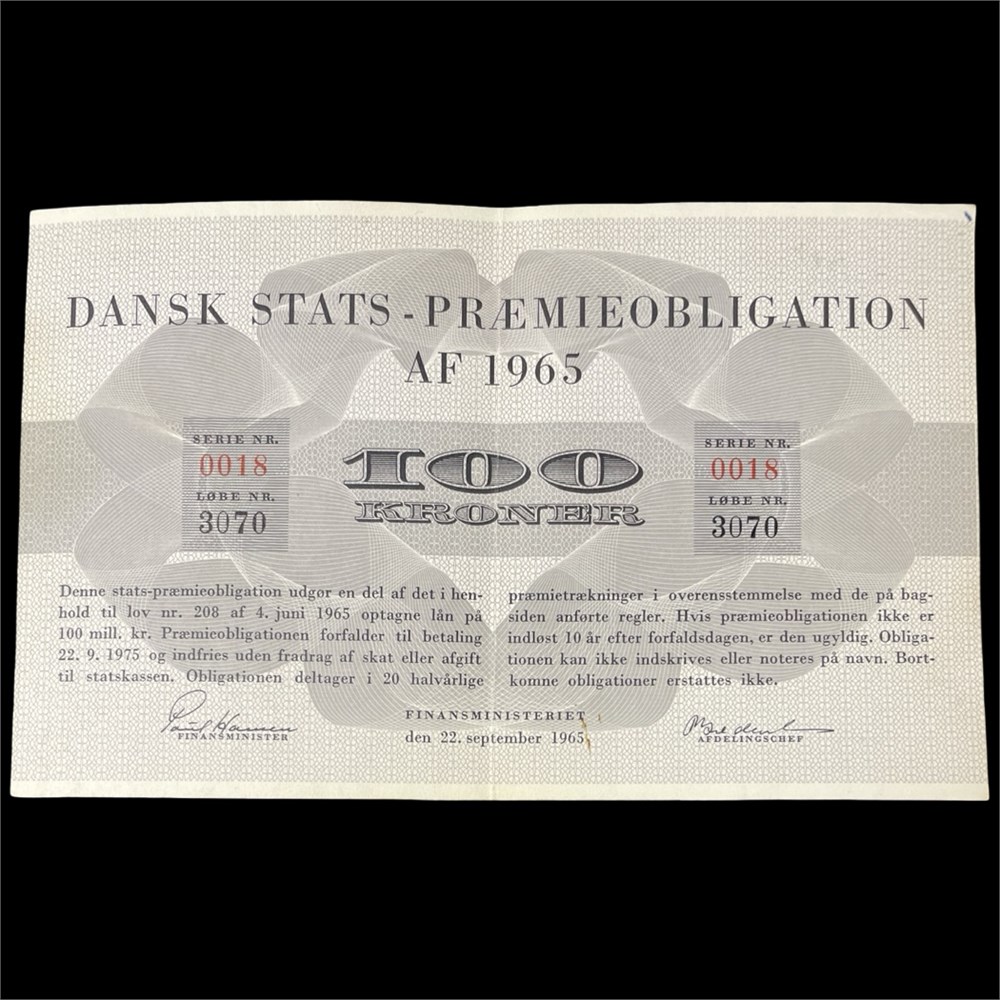 DANSK STATS-PRÆMIEOBLIGATION
AF 1965
SERIE NR.
0018
LØBE NR.
3070
100
KRONER
SERIE NR.
0018
LØBE NR.
3070
Denne stats-præmieobligation udgør en del af det i hen-
hold til lov nr. 208 af 4. juni 1965 optagne lån på
100 mill. kr. Præmieobligationen forfalder til betaling
22. 9. 1975 og indfries uden fradrag af skat eller afgift
til statskassen. Obligationen deltager i 20 halvårlige
præmietrækninger i overensstemmelse med de på bag-
siden anførte regler. Hvis præmieobligationen ikke er
indløst 10 år efter forfaldsdagen, er den ugyldig. Obliga-
tionen kan ikke indskrives eller noteres på navn. Bort-
komne obligationer erstattes ikke.
Poul Hansen
FINANSMINISTER
FINANSMINISTERIET
den 22. september 1965
AFDELINGSCHEF